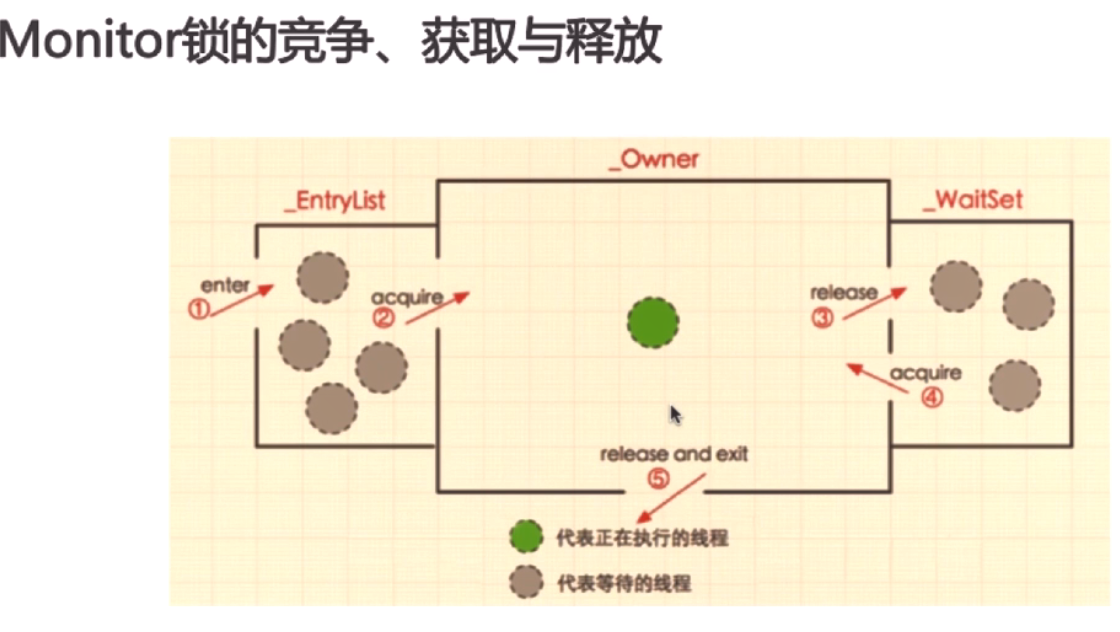 Monitor锁的竞争、获取与释放
_Owner
_EntryList
_WaitSet
enter
①
acquire
②
release
③
acquire
④
release and exit
⑤
代表正在执行的线程
代表等待的线程